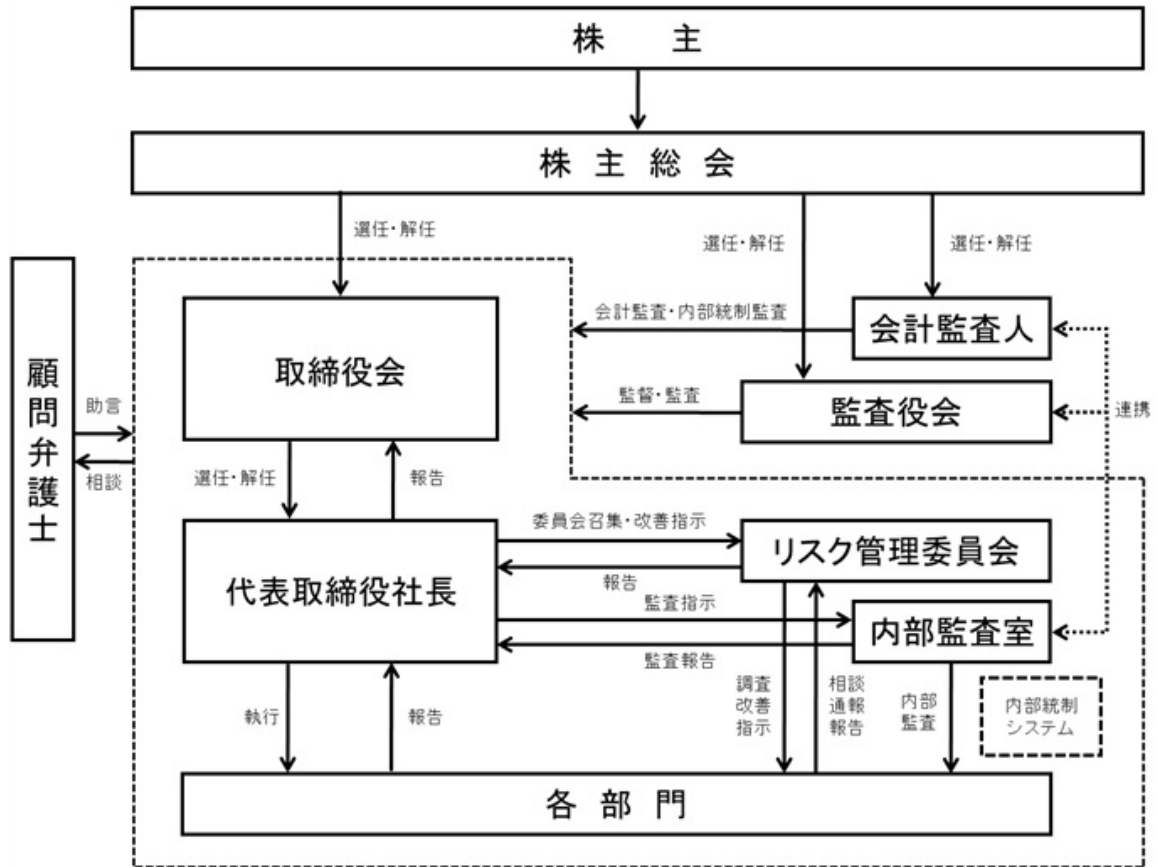 株 主
株 主 総 会
選任・解任
選任・解任
選任・解任
会計監査・内部統制監査
会計監査人
取締役会
監督・監査
監査役会
連携
顧問弁護士
助言
相談
選任・解任
報告
委員会召集・改善指示
リスク管理委員会
報告
代表取締役社長
監査指示
内部監査室
監査報告
執行
報告
調査
改善
指示
相談
通報
報告
内部
監査
内部統制
システム
各 部 門